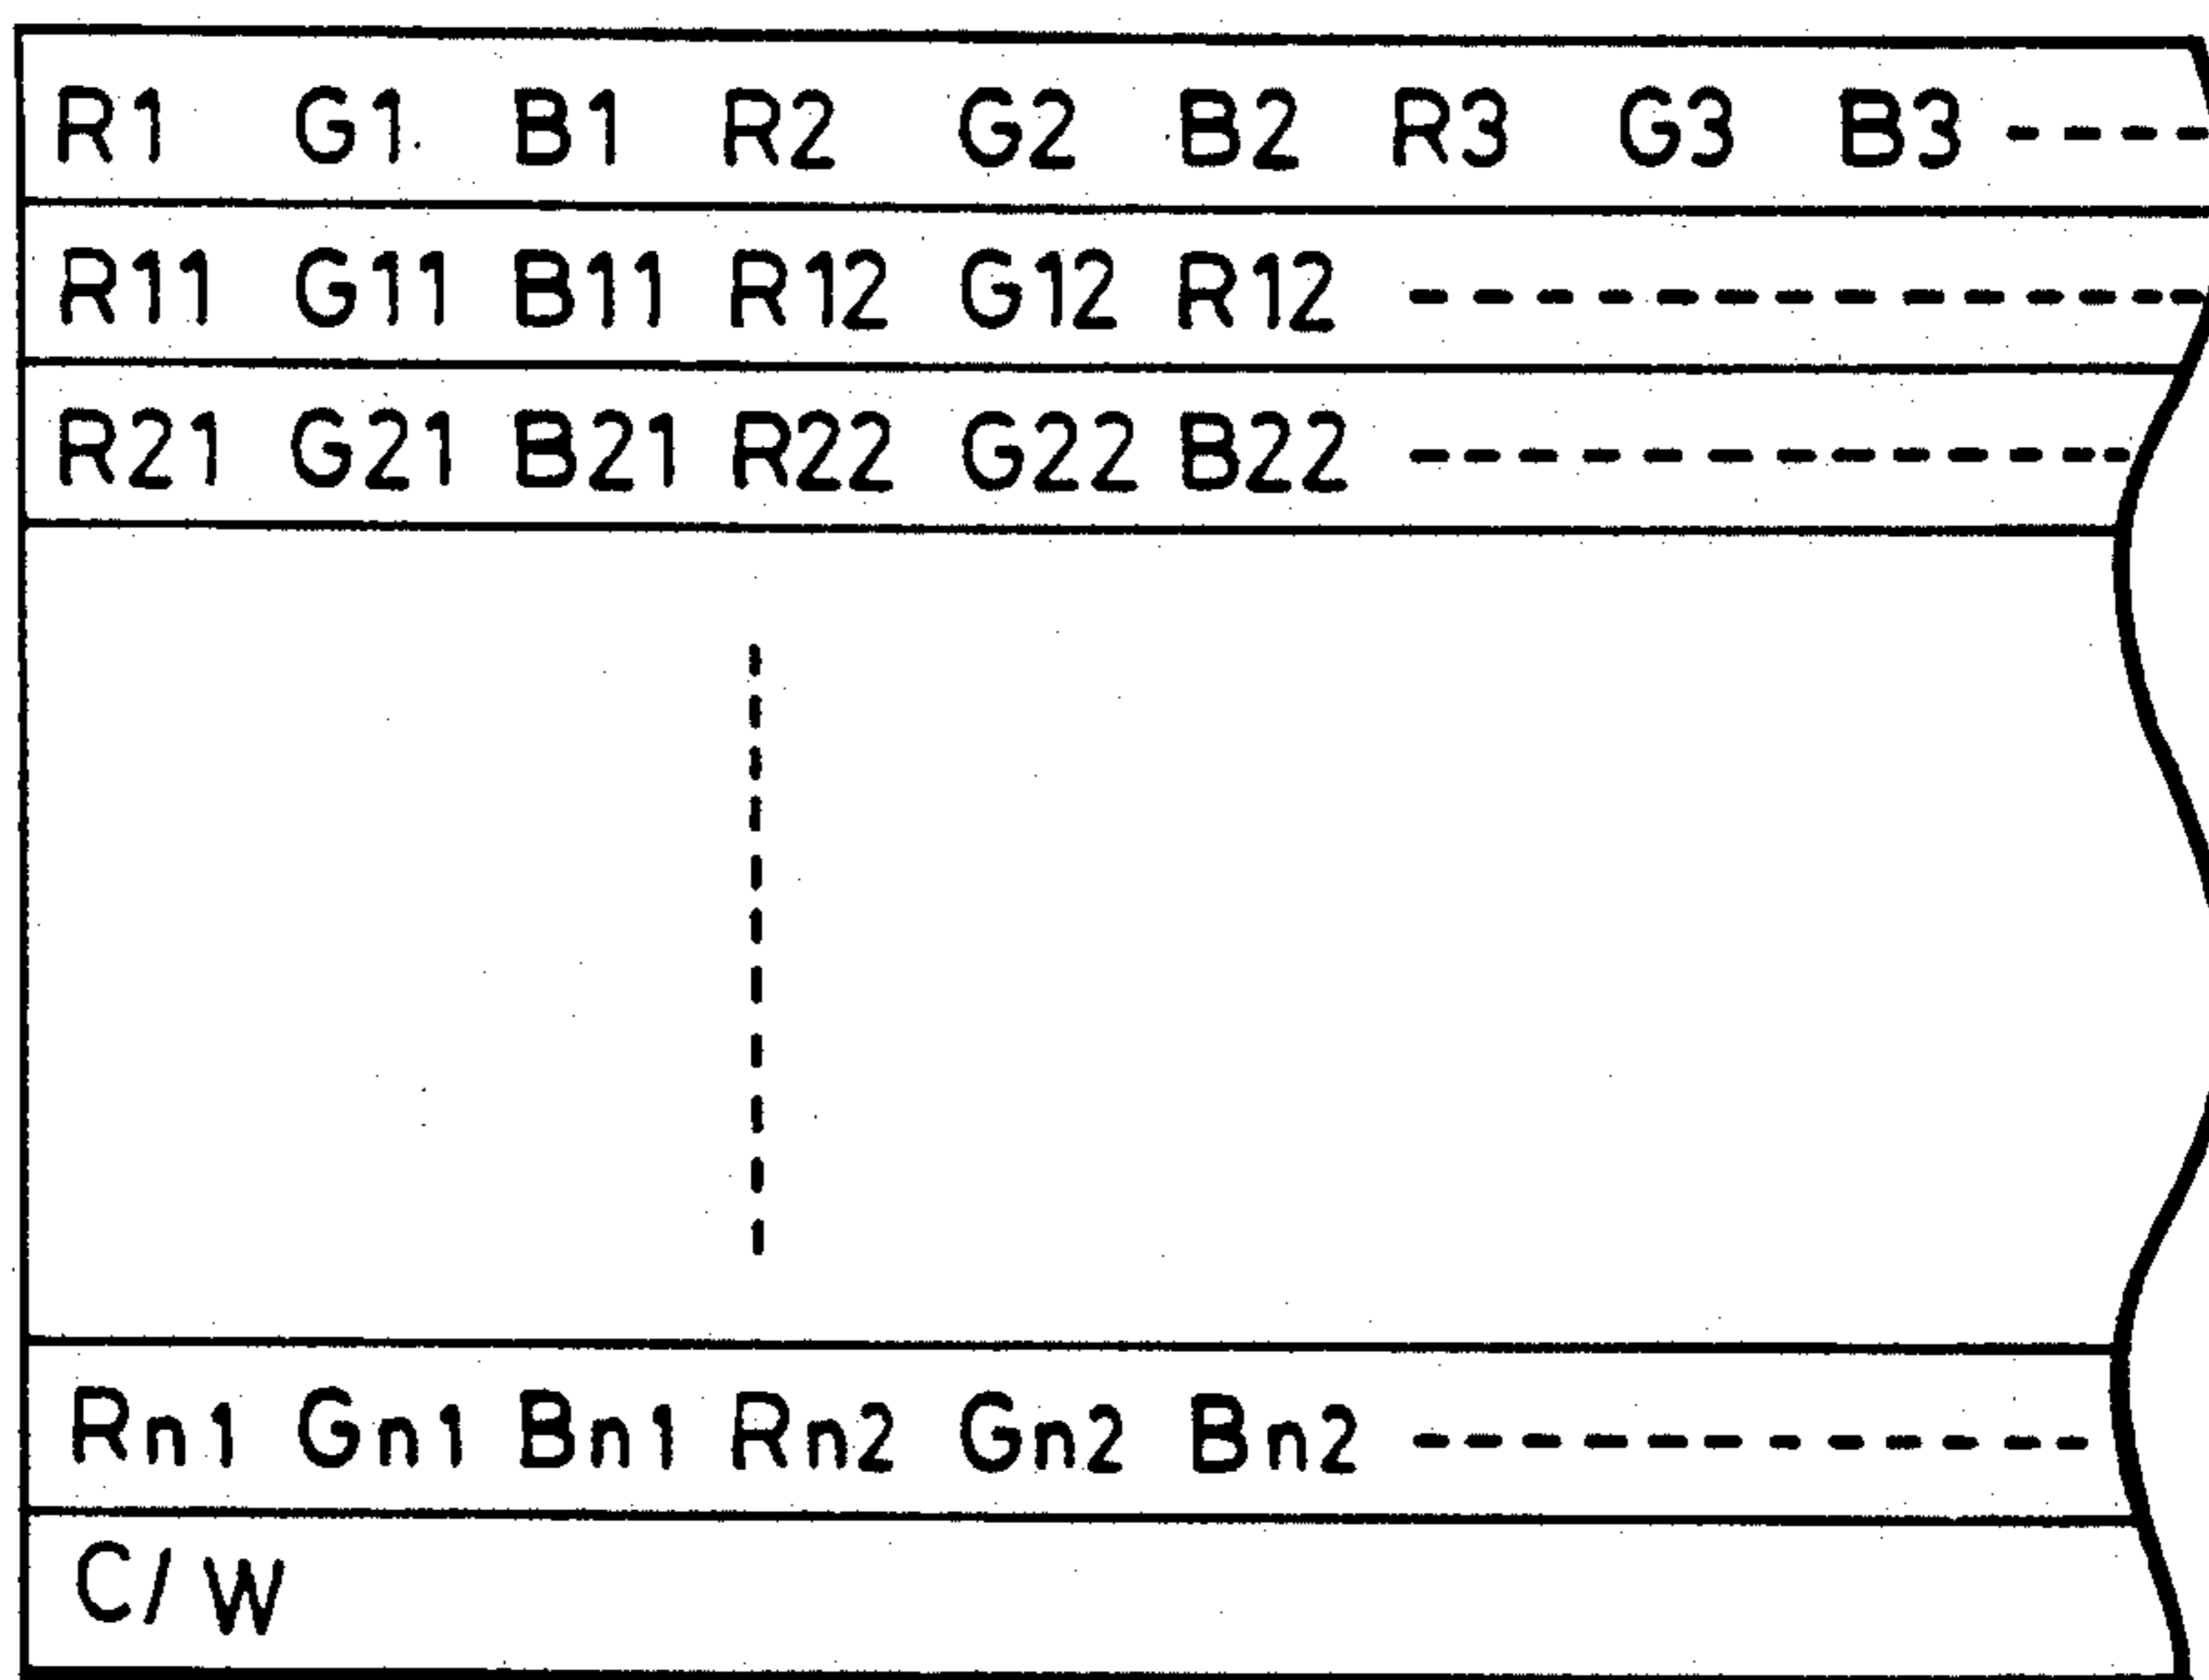 R1 G1 B1 R2 G2 B2 R3 G3 B3 -----
R11 G11 B11 R12 G12 R12 --------------
R21 G21 B21 R22 G22 B22 -------------
Rn1 Gn1 Bn1 Rn2 Gn2 Bn2 ------------
C/W